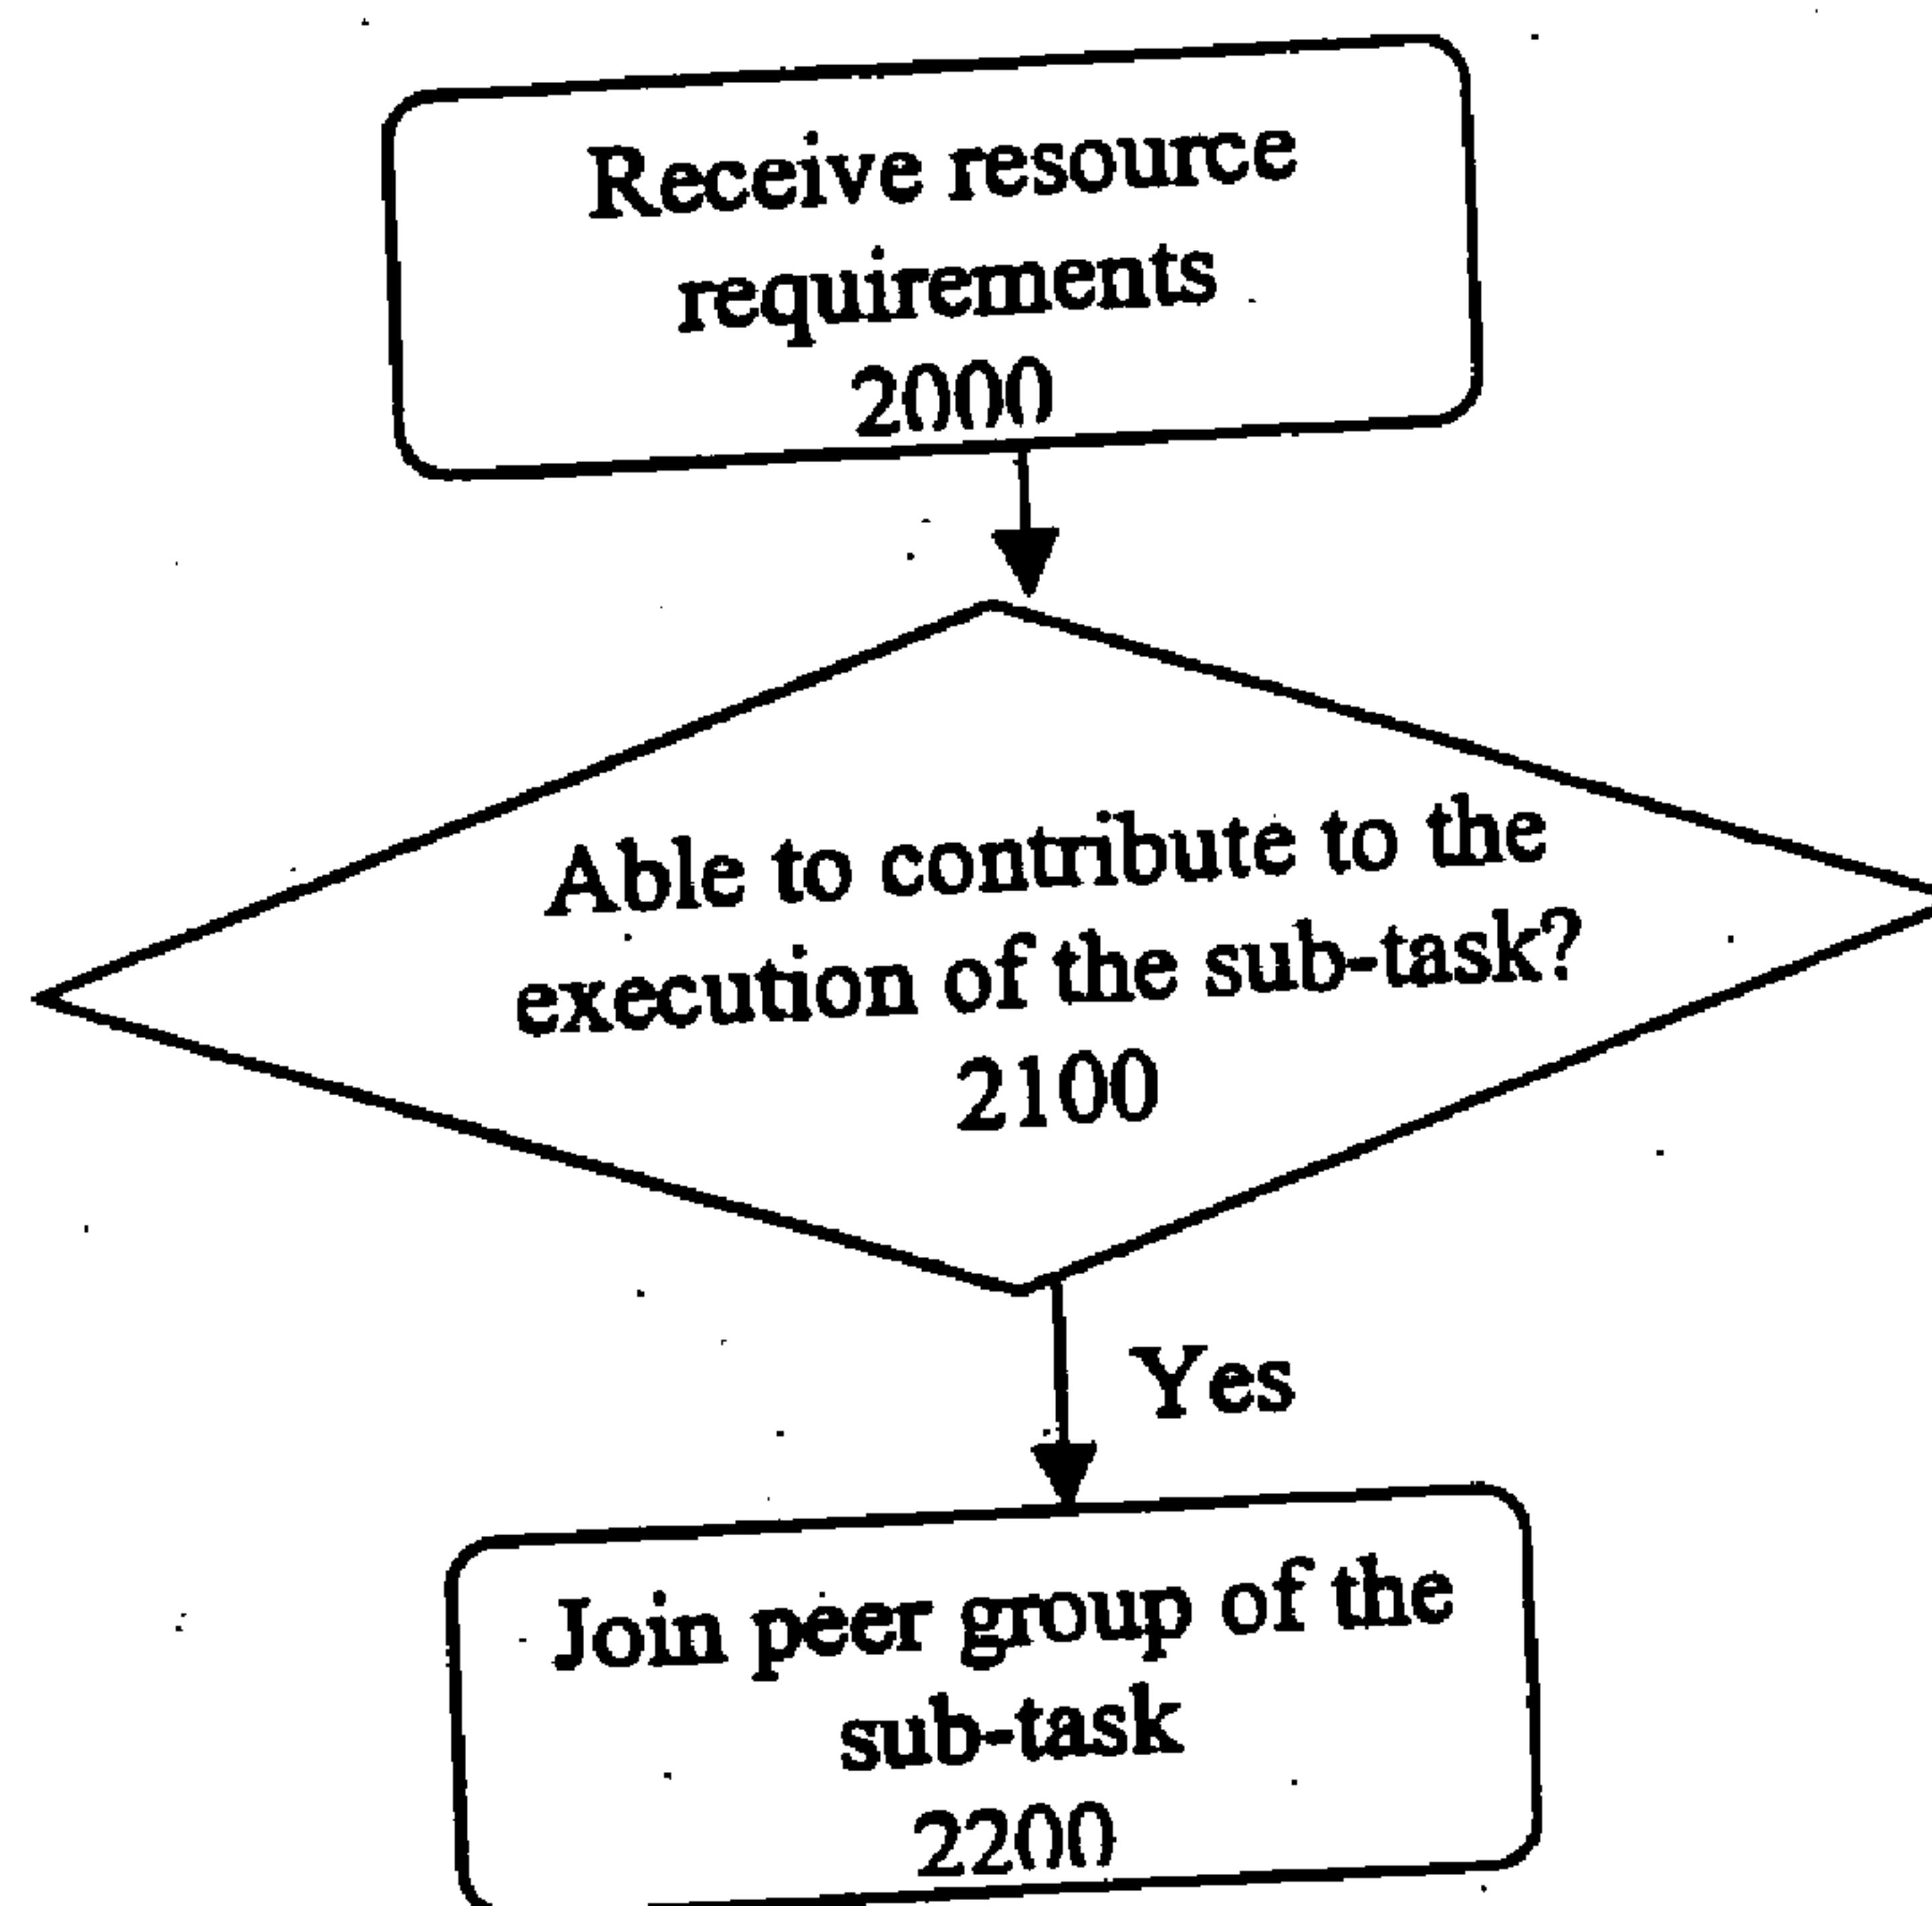 Receive resource
requirements
2000
Able to contribute to the
execution of the sub-task?
2100
Yes
Join peer group of the
sub-task
2200